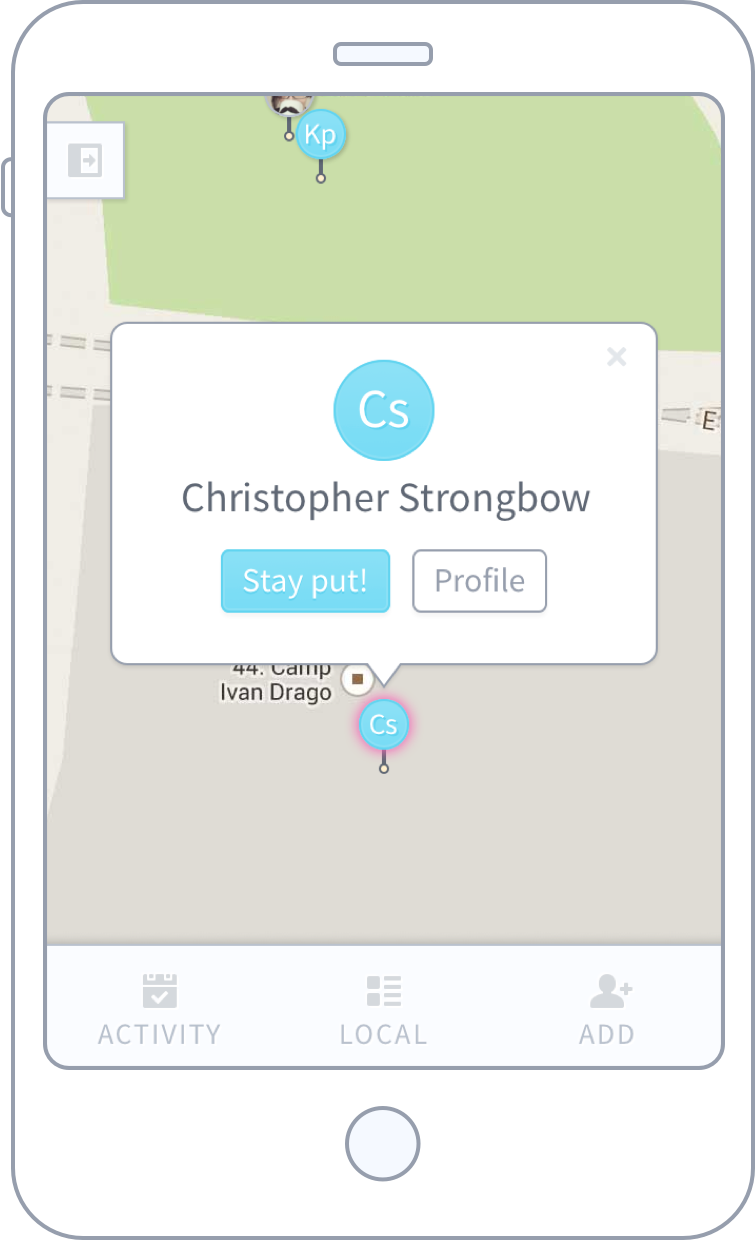 Kp
E
Cs
Christopher Strongbow
Stay put!
Profile
44. Camp
Ivan Drago
Cs
ACTIVITY
LOCAL
ADD